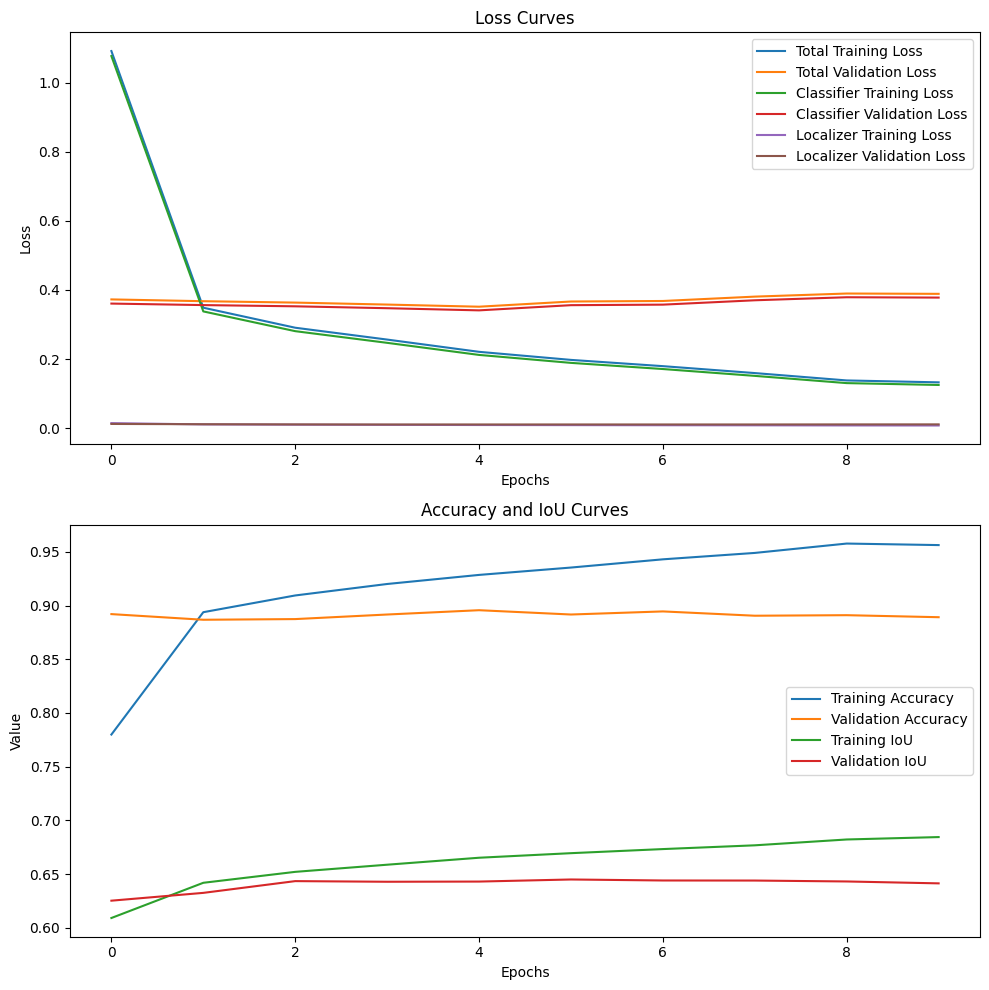 Loss Curves
1.0
0.8
0.6
0.4
0.2
0.0
Loss
Total Training Loss
Total Validation Loss
Classifier Training Loss
Classifier Validation Loss
Localizer Training Loss
Localizer Validation Loss
0 2 4 6 8
Epochs
Accuracy and IoU Curves
0.95
0.90
0.85
0.80
0.75
0.70
0.65
0.60
Value
Training Accuracy
Validation Accuracy
Training IoU
Validation IoU
0 2 4 6 8
Epochs